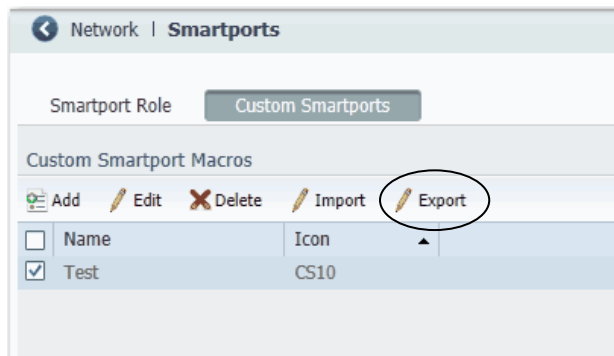 Network | Smartports
Smartport Role Custom Smartports
Custom Smartport Macros
Add Edit Delete Import Export
Name Icon
Test CS10